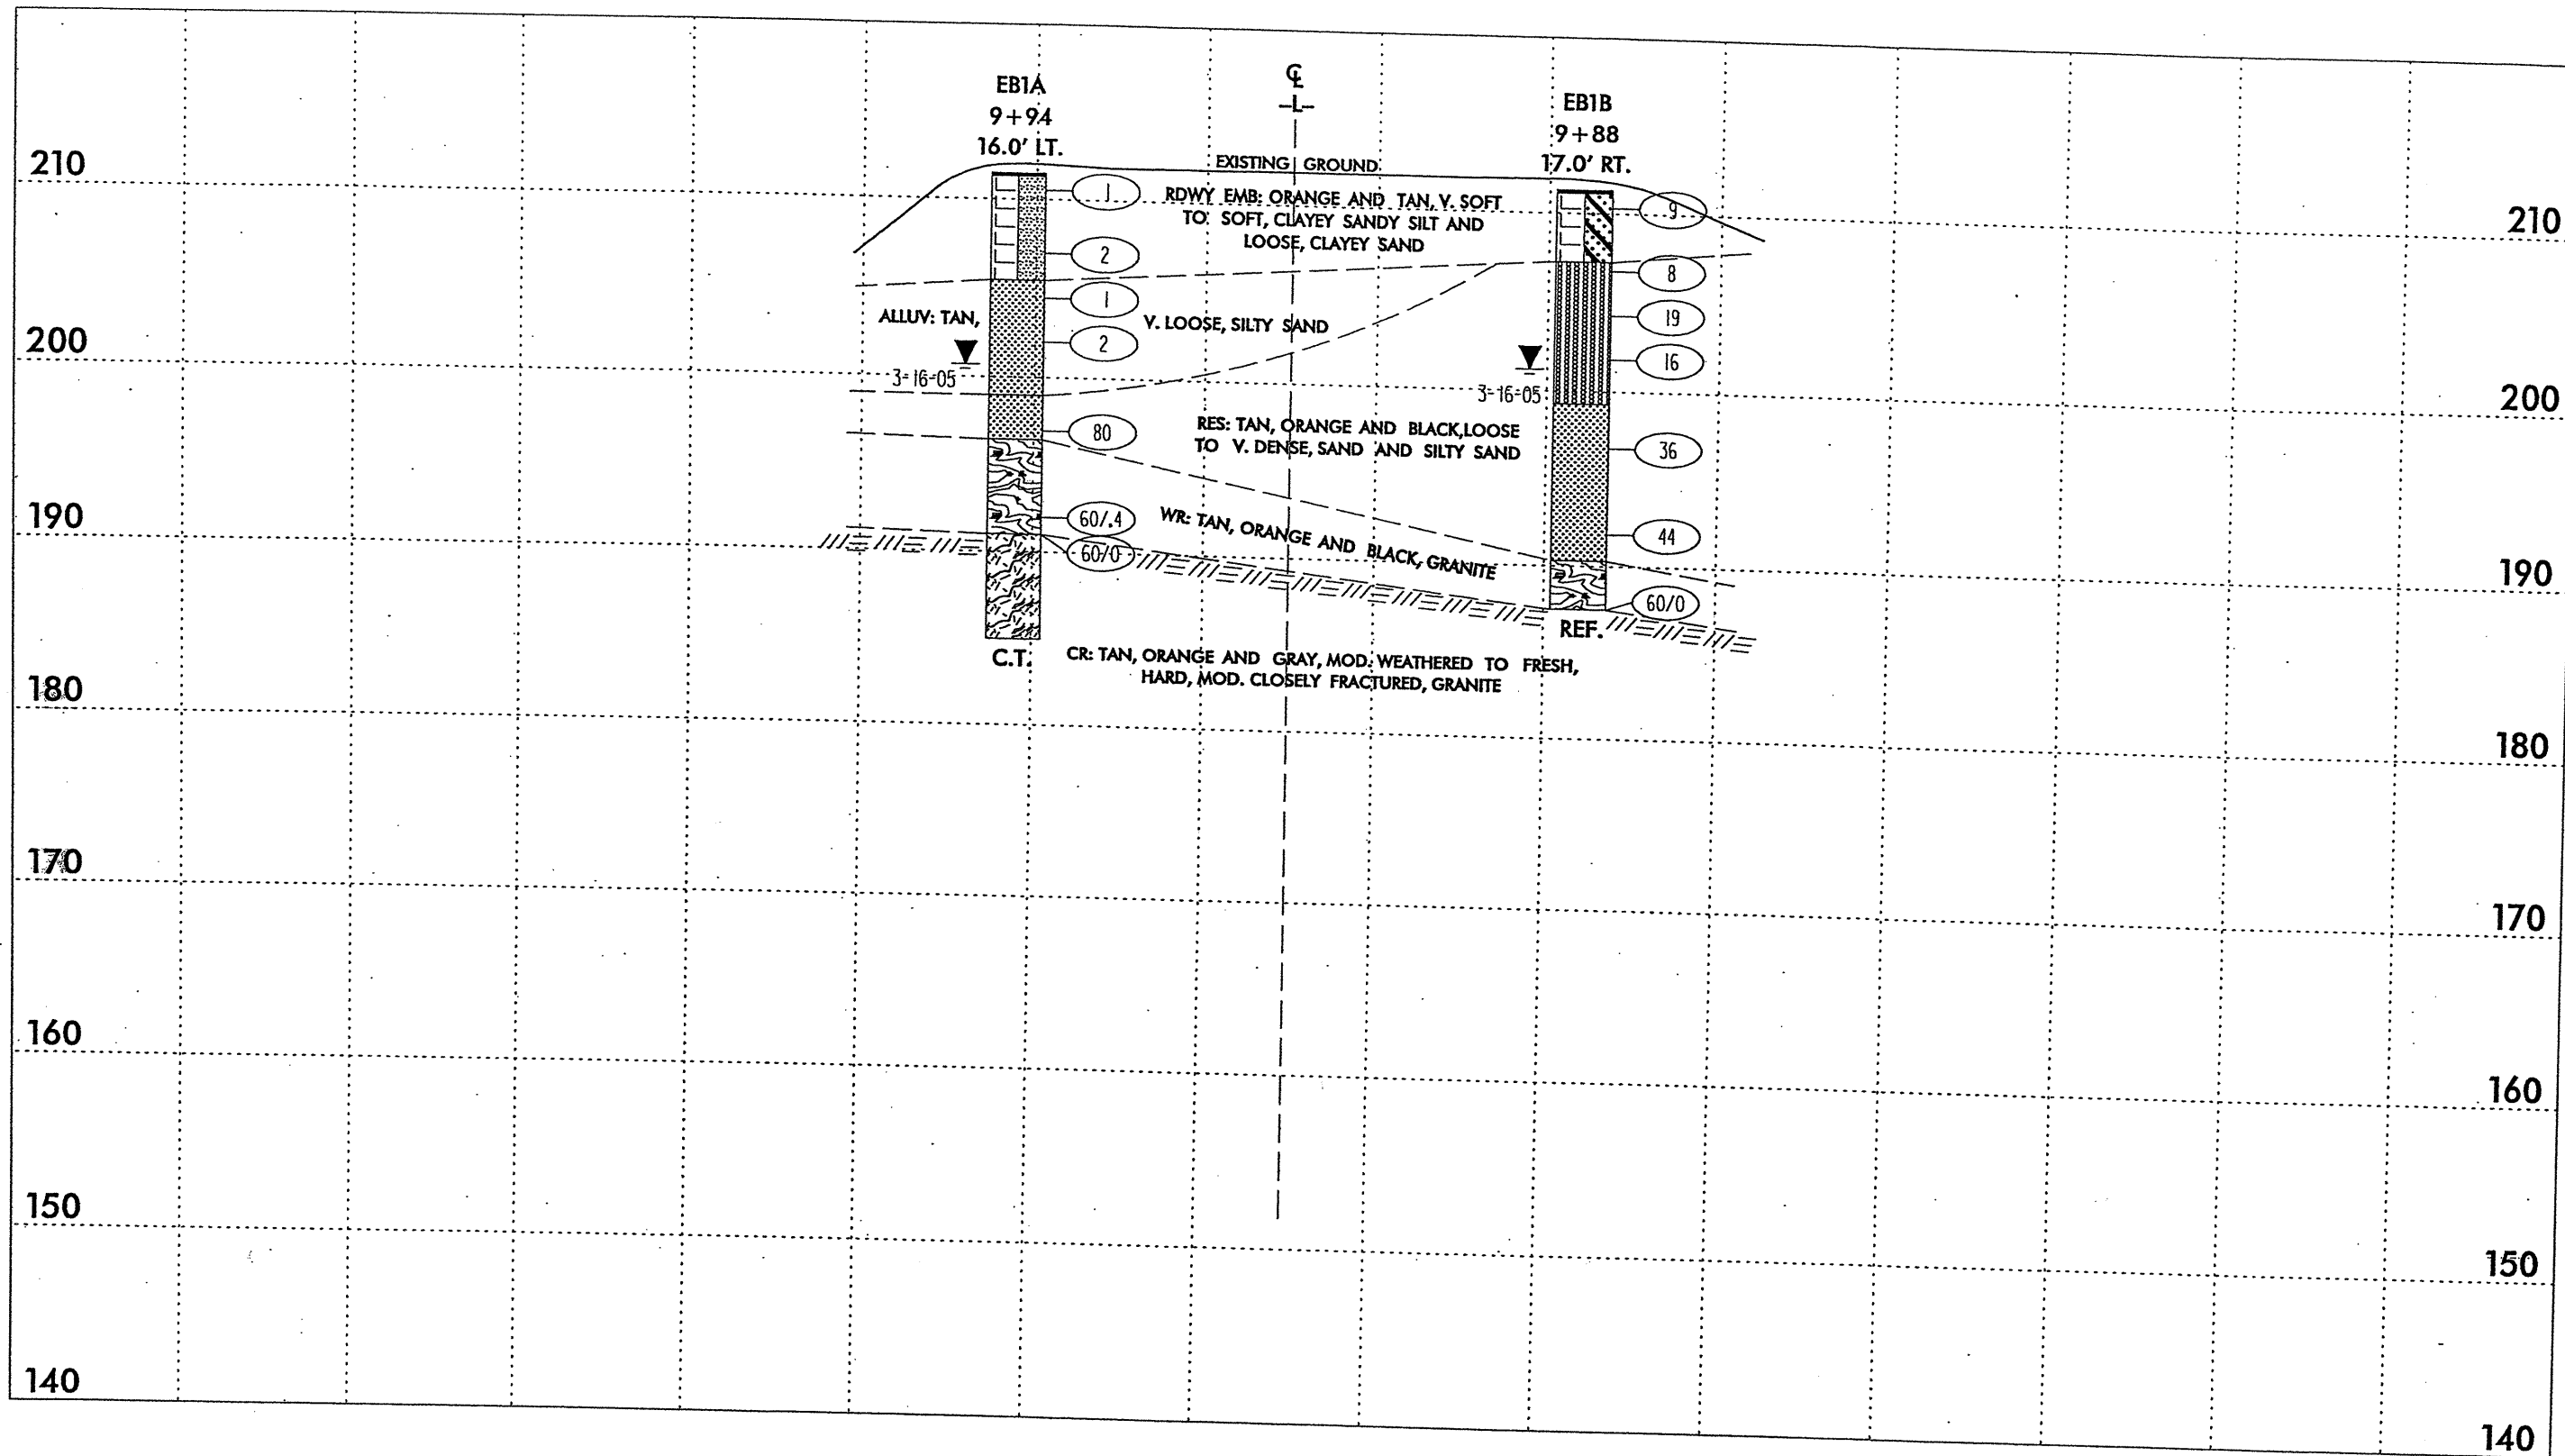 EB1A
9+94
16.0' LT.
℄
-L-
EB1B
9+88
17.0' RT.
210
EXISTING GROUND
1
RDWY EMB: ORANGE AND TAN, V. SOFT
TO SOFT, CLAYEY SANDY SILT AND
LOOSE, CLAYEY SAND
9
210
2
8
1
ALLUV: TAN,
V. LOOSE, SILTY SAND
19
200
2
16
3-16-05
3-16-05
200
80
RES: TAN, ORANGE AND BLACK, LOOSE
TO V. DENSE, SAND AND SILTY SAND
36
190
60/.4
WR: TAN, ORANGE AND BLACK, GRANITE
44
60/0
190
60/0
REF.
C.T.
CR: TAN, ORANGE AND GRAY, MOD. WEATHERED TO FRESH,
HARD, MOD. CLOSELY FRACTURED, GRANITE
180
180
170
170
160
160
150
150
140
140